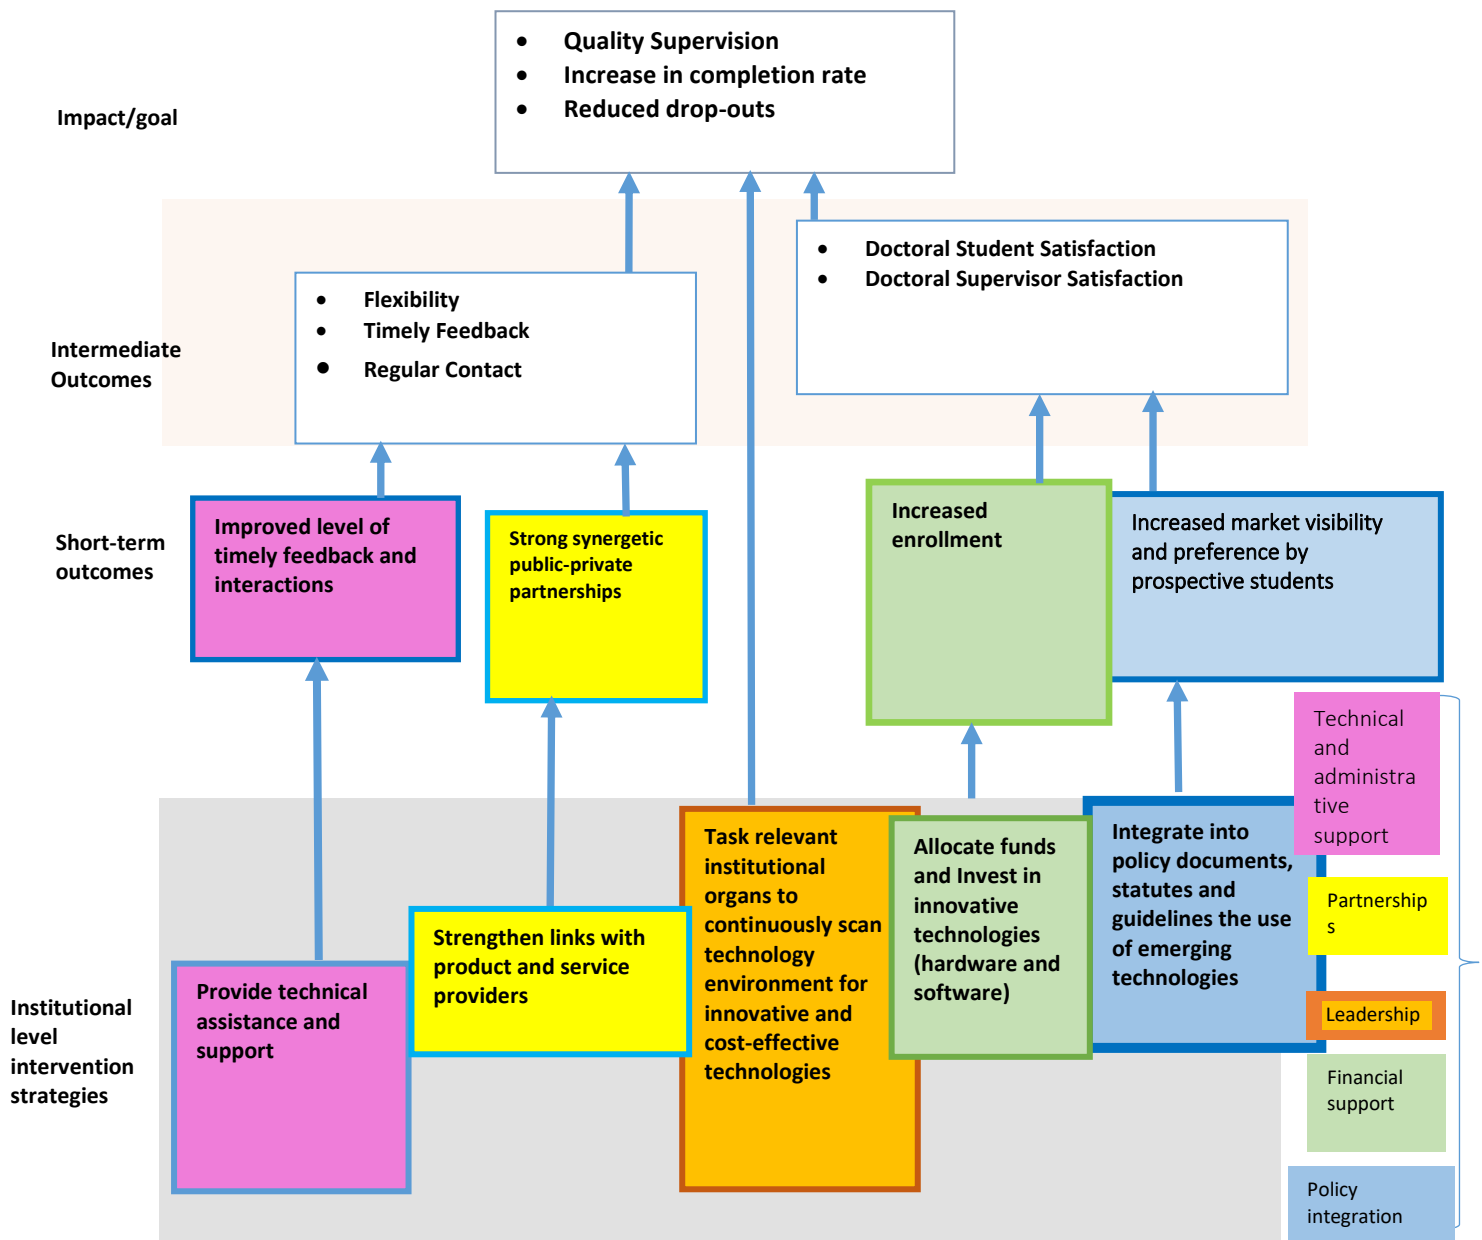 • Quality Supervision
• Increase in completion rate
• Reduced drop-outs
Impact/goal
• Doctoral Student Satisfaction
• Doctoral Supervisor Satisfaction
• Flexibility
• Timely Feedback
• Regular Contact
Intermediate
Outcomes
Short-term
outcomes
Improved level of
timely feedback and
interactions
Strong synergetic
public-private
partnerships
Increased
enrollment
Increased market visibility
and preference by
prospective students
Institutional
level
intervention
strategies
Provide technical
assistance and
support
Strengthen links with
product and service
providers
Task relevant
institutional
organs to
continuously scan
technology
environment for
innovative and
cost-effective
technologies
Allocate funds
and Invest in
innovative
technologies
(hardware and
software)
Integrate into
policy documents,
statutes and
guidelines the use
of emerging
technologies
Technical
and
administra
tive
support
Partnership
s
Leadership
Financial
support
Policy
integration